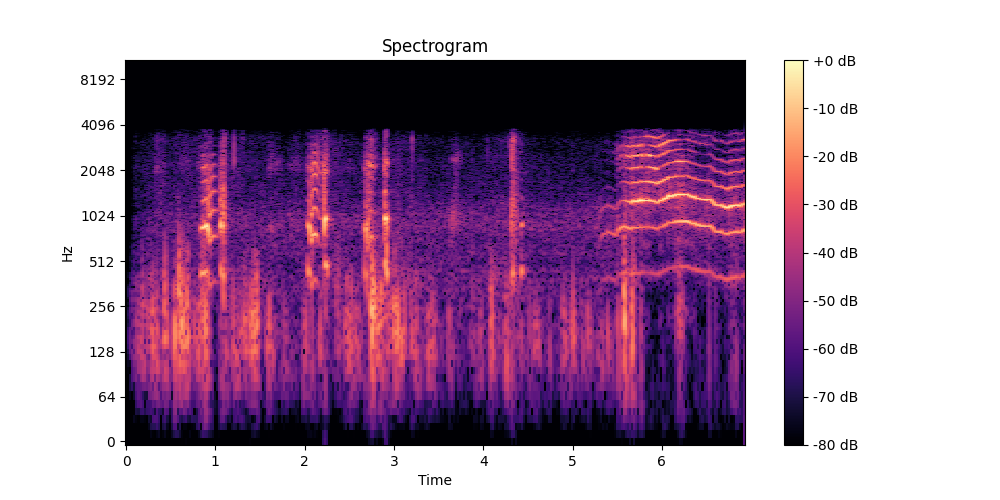 Spectrogram
8192
4096
2048
1024
512
256
128
64
0
Hz
0 1 2 3 4 5 6
Time
+0 dB
-10 dB
-20 dB
-30 dB
-40 dB
-50 dB
-60 dB
-70 dB
-80 dB